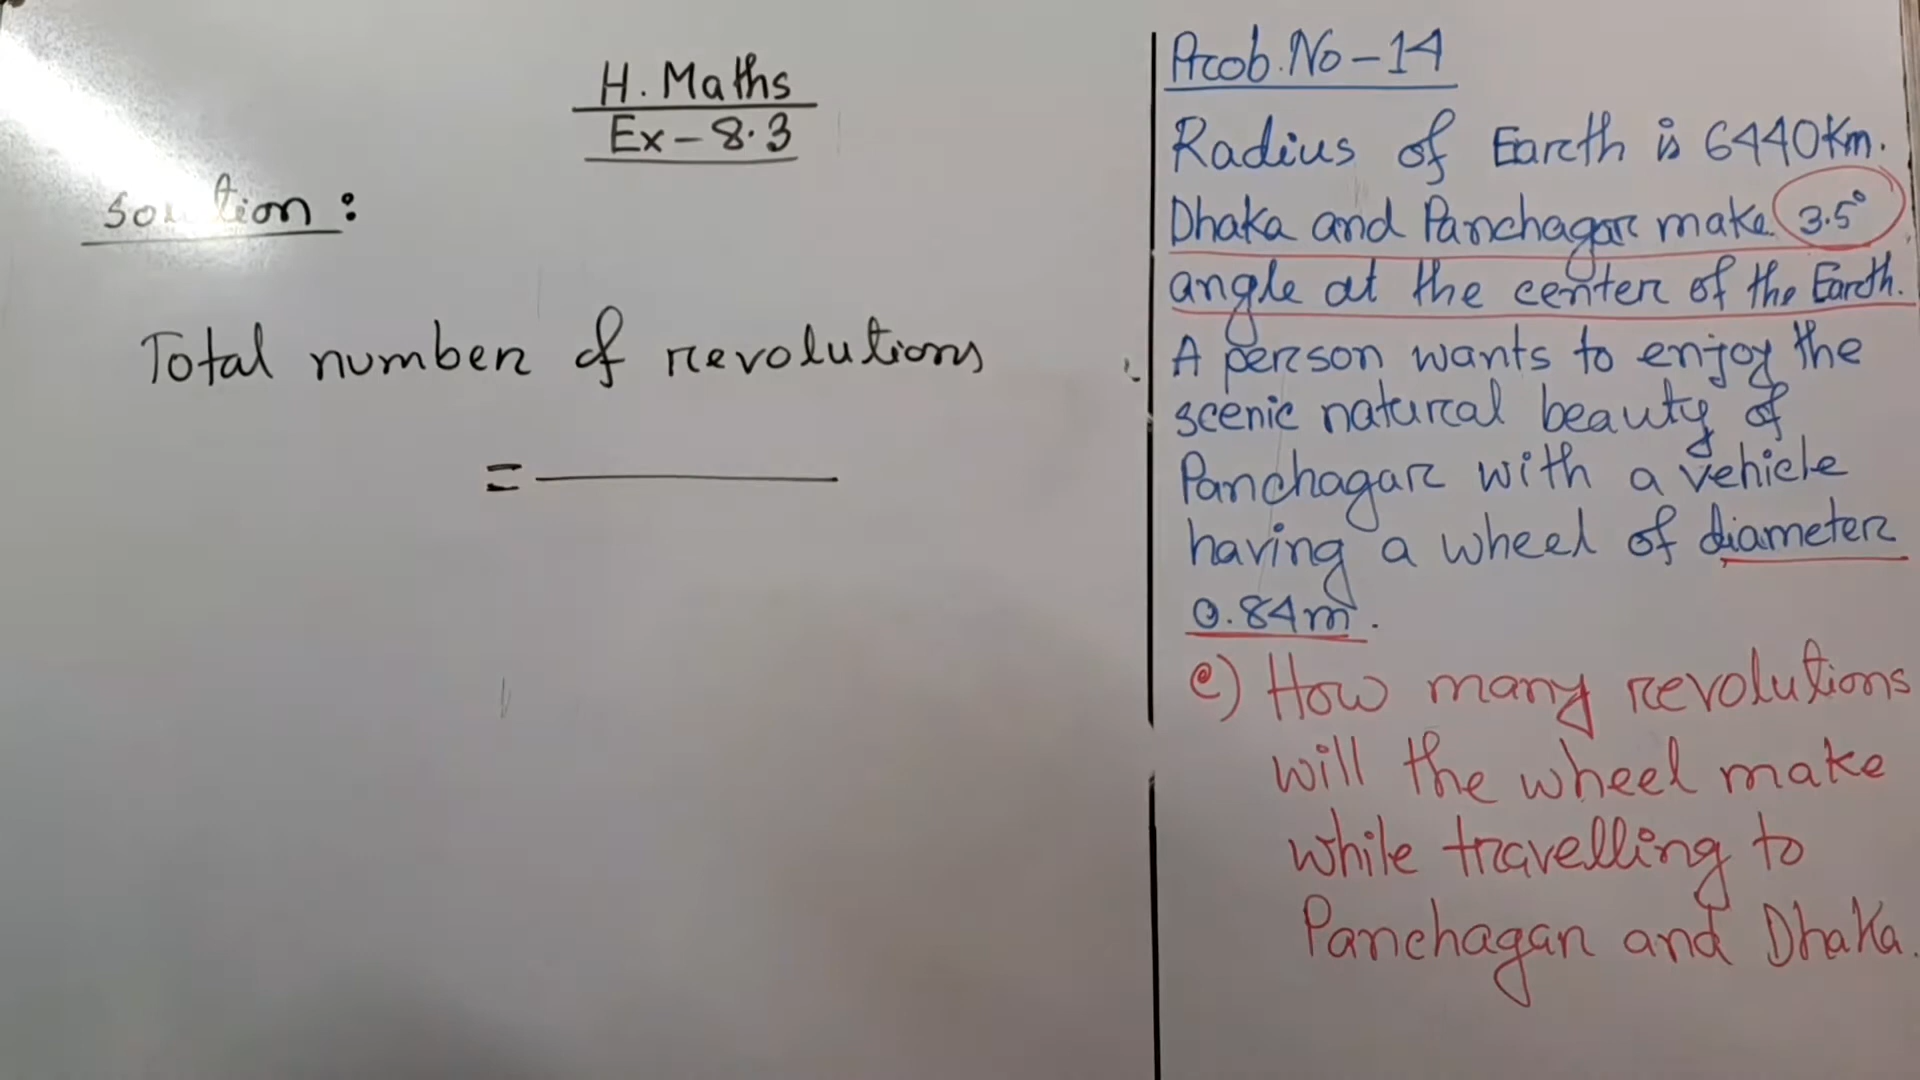 H. Maths
Ex - 8.3
Solution :
Total number of revolutions
=
Prob. No - 14
Radius of Earth is 6440 Km.
Dhaka and Panchagar make 3.5°
angle at the center of the Earth.
A person wants to enjoy the
scenic natural beauty of
Panchagar with a vehicle
having a wheel of diameter
0.84m.
e) How many revolutions
will the wheel make
while travelling to
Panchagar and Dhaka.